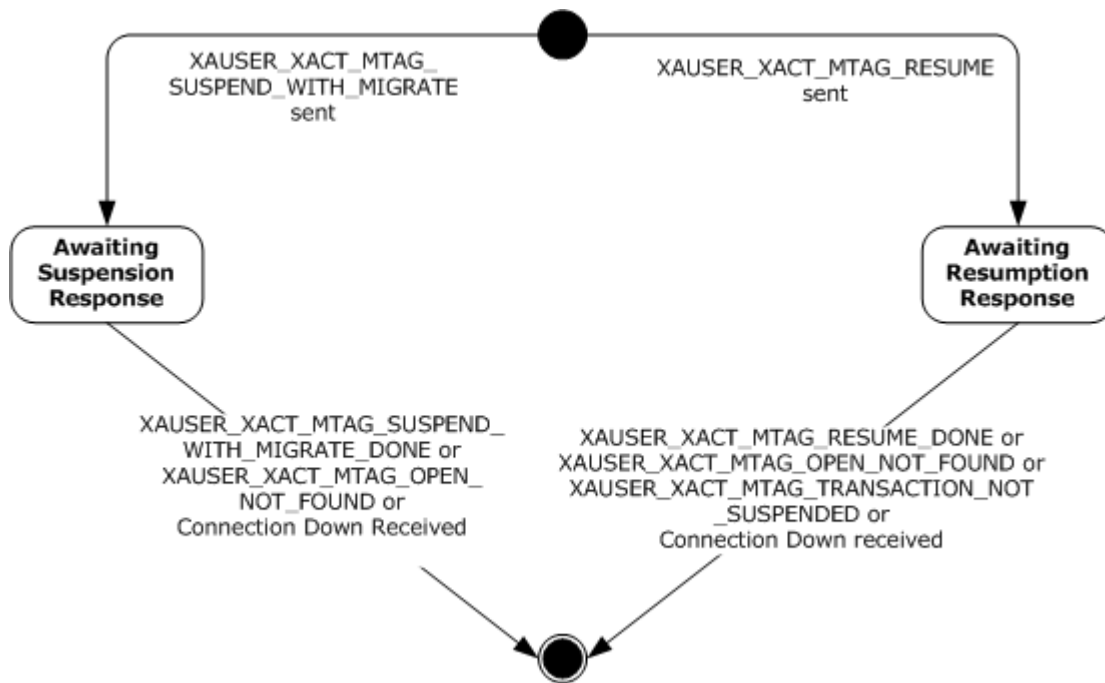 XAUSER_XACT_MTAG_
SUSPEND_WITH_MIGRATE
sent
XAUSER_XACT_MTAG_RESUME
sent
Awaiting
Suspension
Response
Awaiting
Resumption
Response
XAUSER_XACT_MTAG_SUSPEND_
WITH_MIGRATE_DONE or
XAUSER_XACT_MTAG_OPEN_
NOT_FOUND or
Connection Down Received
XAUSER_XACT_MTAG_RESUME_DONE or
XAUSER_XACT_MTAG_OPEN_NOT_FOUND or
XAUSER_XACT_MTAG_TRANSACTION_NOT
_SUSPENDED or
Connection Down received